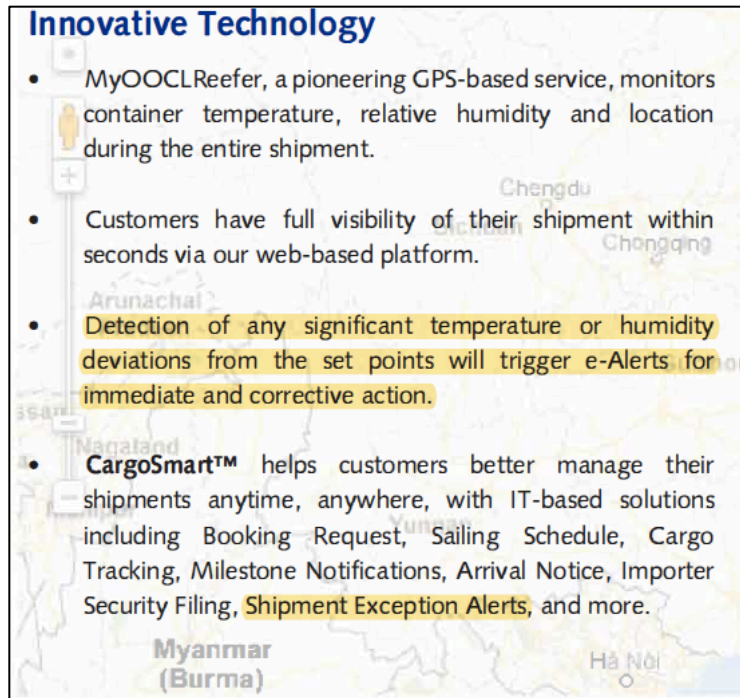 Innovative Technology
• MyOOCLReefer, a pioneering GPS-based service, monitors
container temperature, relative humidity and location
during the entire shipment.
Chengdu
• Customers have full visibility of their shipment within
seconds via our web-based platform.
Sichuan
Chongqing
Arunachal
• Detection of any significant temperature or humidity
deviations from the set points will trigger e-Alerts for
immediate and corrective action.
Nagaland
• CargoSmart™ helps customers better manage their
shipments anytime, anywhere, with IT-based solutions
including Booking Request, Sailing Schedule, Cargo
Yunnan
Tracking, Milestone Notifications, Arrival Notice, Importer
Security Filing, Shipment Exception Alerts, and more.
Myanmar
(Burma)
Hà Nội